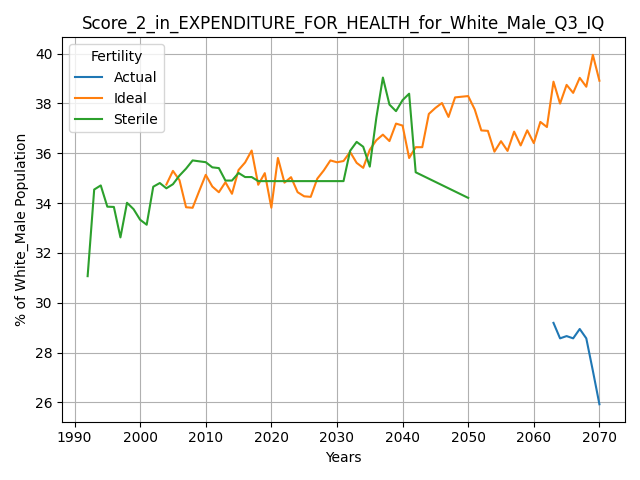 Score_2_in_EXPENDITURE_FOR_HEALTH_for_White_Male_Q3_IQ
Fertility
Actual
Ideal
Sterile
% of White_Male Population
40
38
36
34
32
30
28
26
1990 2000 2010 2020 2030 2040 2050 2060 2070
Years